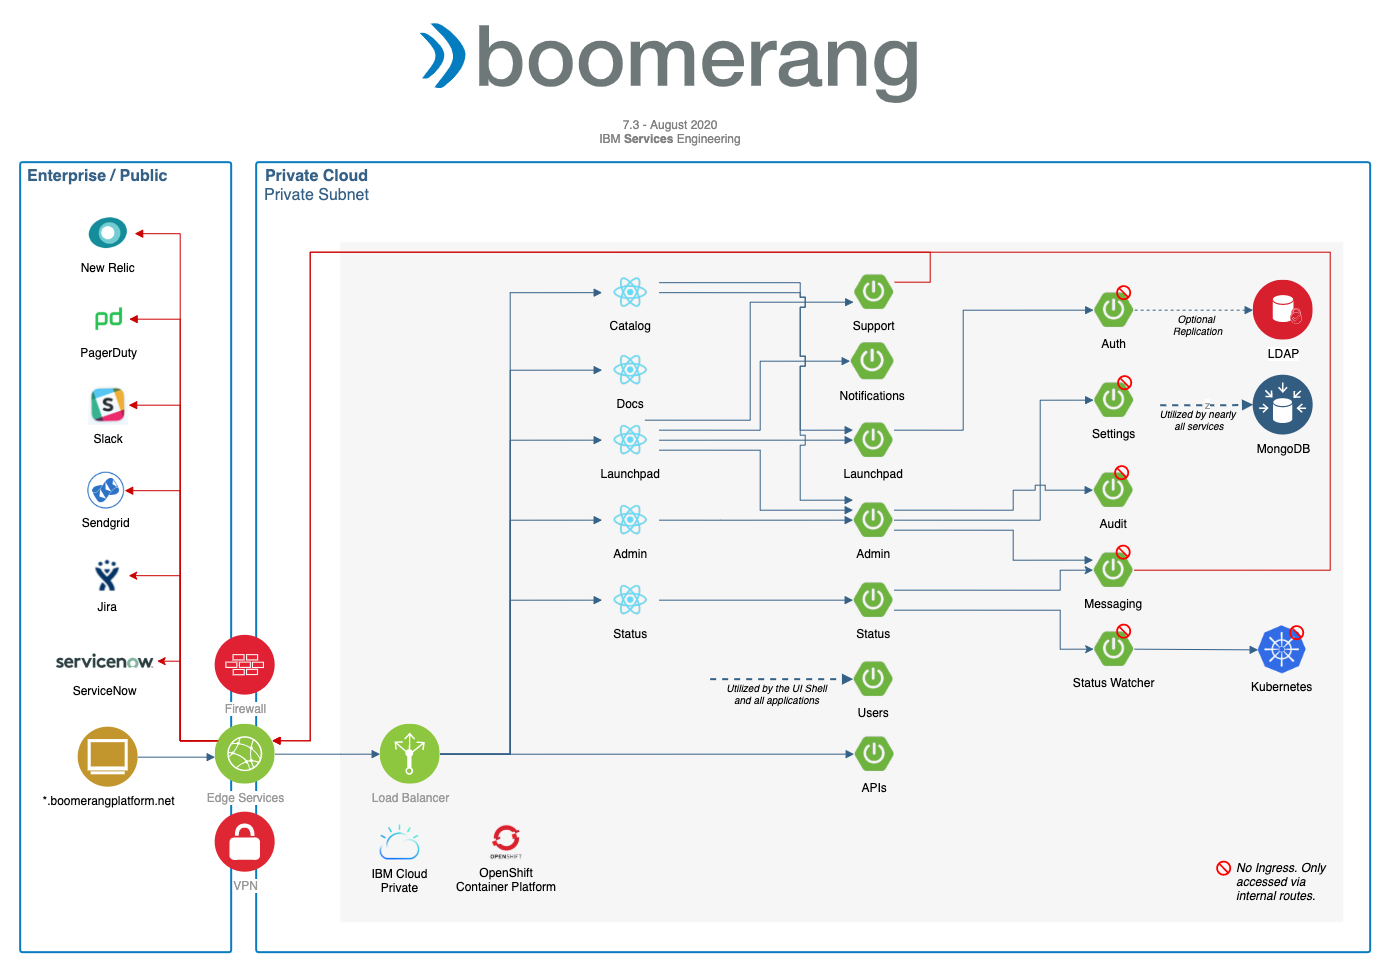 boomerang
7.3 - August 2020
IBM Services Engineering
Enterprise / Public
Private Cloud
Private Subnet
New Relic
pd
PagerDuty
S
Slack
Sendgrid
Jira
servicenow
ServiceNow
*.boomerangplatform.net
Firewall
Edge Services
VPN
Load Balancer
IBM Cloud
Private
OPENSHIFT
OpenShift
Container Platform
Catalog
Docs
Launchpad
Admin
Status
Support
Notifications
Launchpad
Admin
Status
Utilized by the UI Shell
and all applications
Users
APIs
Auth
Optional
Replication
LDAP
Settings
z
Utilized by nearly
all services
MongoDB
Audit
Messaging
Status Watcher
Kubernetes
No Ingress. Only
accessed via
internal routes.